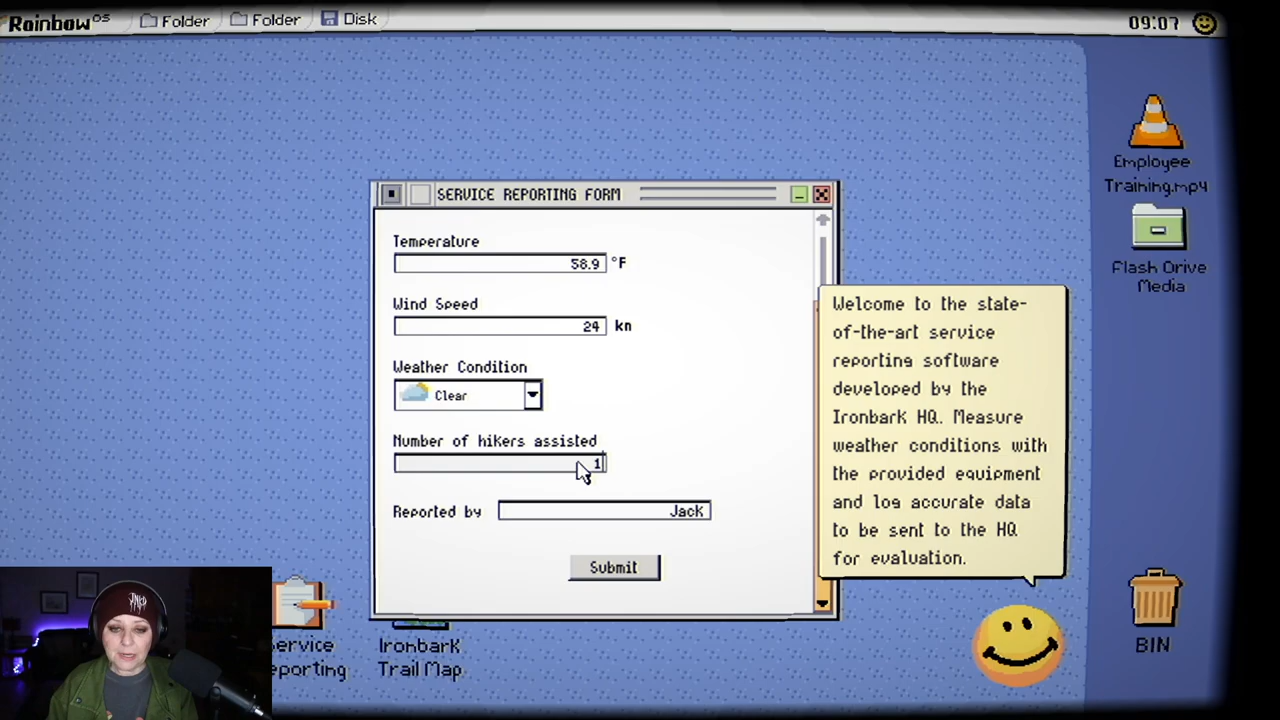 RainbowOS
Folder
Folder
Disk
09:07
Employee
Training.mp4
Flash Drive
Media
SERVICE REPORTING FORM
Temperature
58.9 °F
Wind Speed
24 kn
Weather Condition
Clear
Number of hikers assisted
1
Reported by Jack
Submit
Welcome to the state-
of-the-art service
reporting software
developed by the
Ironbark HQ. Measure
weather conditions with
the provided equipment
and log accurate data
to be sent to the HQ
for evaluation.
ervice
eporting
Ironbark
Trail Map
BIN